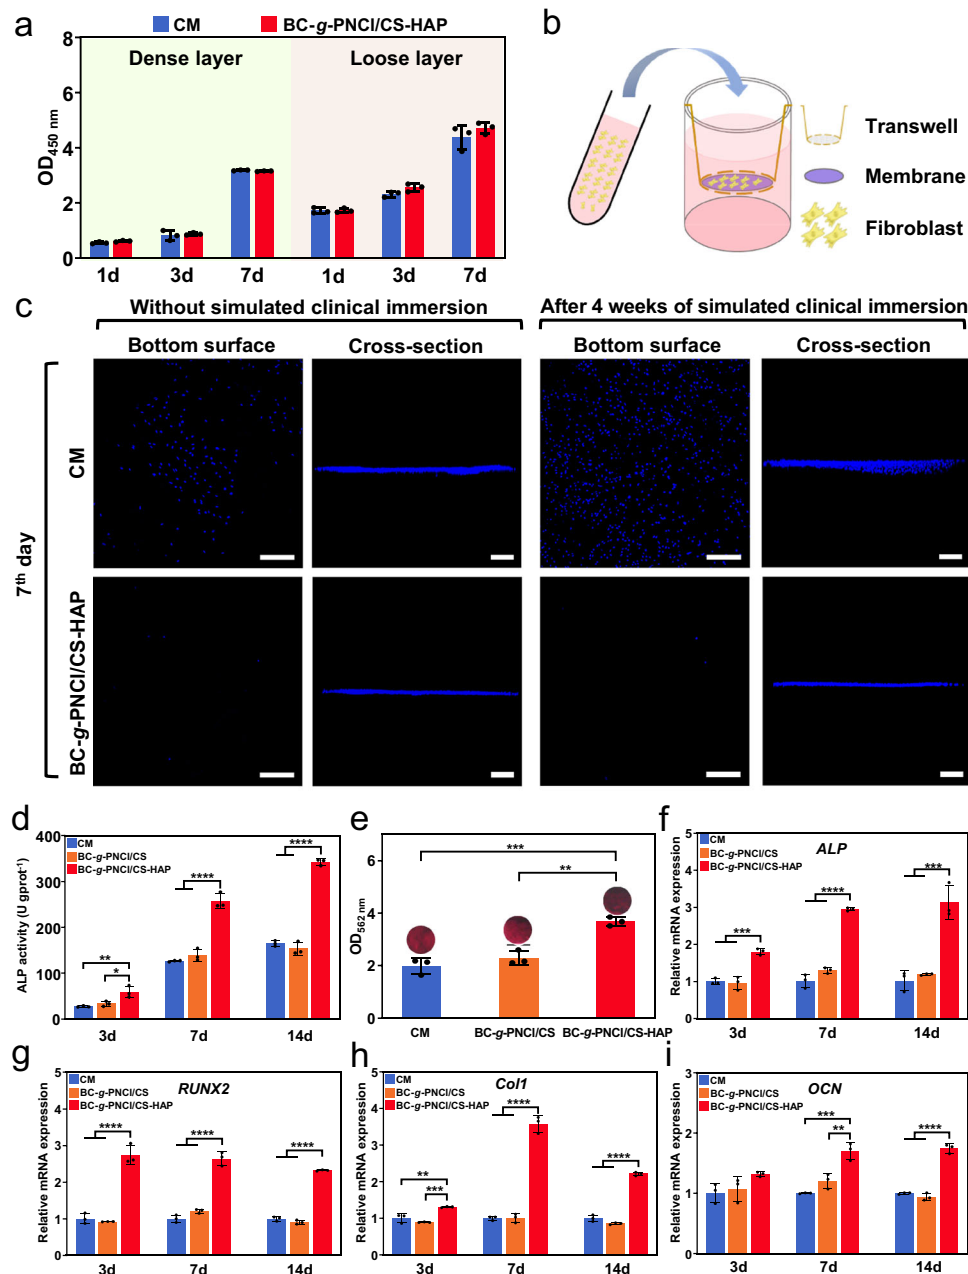 a
CM
BC-g-PNCI/CS-HAP
Dense layer
Loose layer
OD450 nm
8
6
4
2
0
1d
3d
7d
1d
3d
7d
b
Transwell
Membrane
Fibroblast
c
Without simulated clinical immersion
After 4 weeks of simulated clinical immersion
Bottom surface
Cross-section
Bottom surface
Cross-section
7th day
CM
BC-g-PNCI/CS-HAP
d
CM
BC-g-PNCI/CS
BC-g-PNCI/CS-HAP
ALP activity (U gprot-1)
400
300
200
100
0
**
*
****
****
3d
7d
14d
e
OD562 nm
6
4
2
0
***
**
CM
BC-g-PNCI/CS
BC-g-PNCI/CS-HAP
f
CM
BC-g-PNCI/CS
BC-g-PNCI/CS-HAP
ALP
Relative mRNA expression
5
4
3
2
1
0
***
****
***
3d
7d
14d
g
CM
BC-g-PNCI/CS
BC-g-PNCI/CS-HAP
RUNX2
Relative mRNA expression
5
4
3
2
1
0
****
****
****
3d
7d
14d
h
CM
BC-g-PNCI/CS
BC-g-PNCI/CS-HAP
Col1
Relative mRNA expression
5
4
3
2
1
0
**
***
****
****
3d
7d
14d
i
CM
BC-g-PNCI/CS
BC-g-PNCI/CS-HAP
OCN
Relative mRNA expression
3
2
1
0
***
**
****
3d
7d
14d